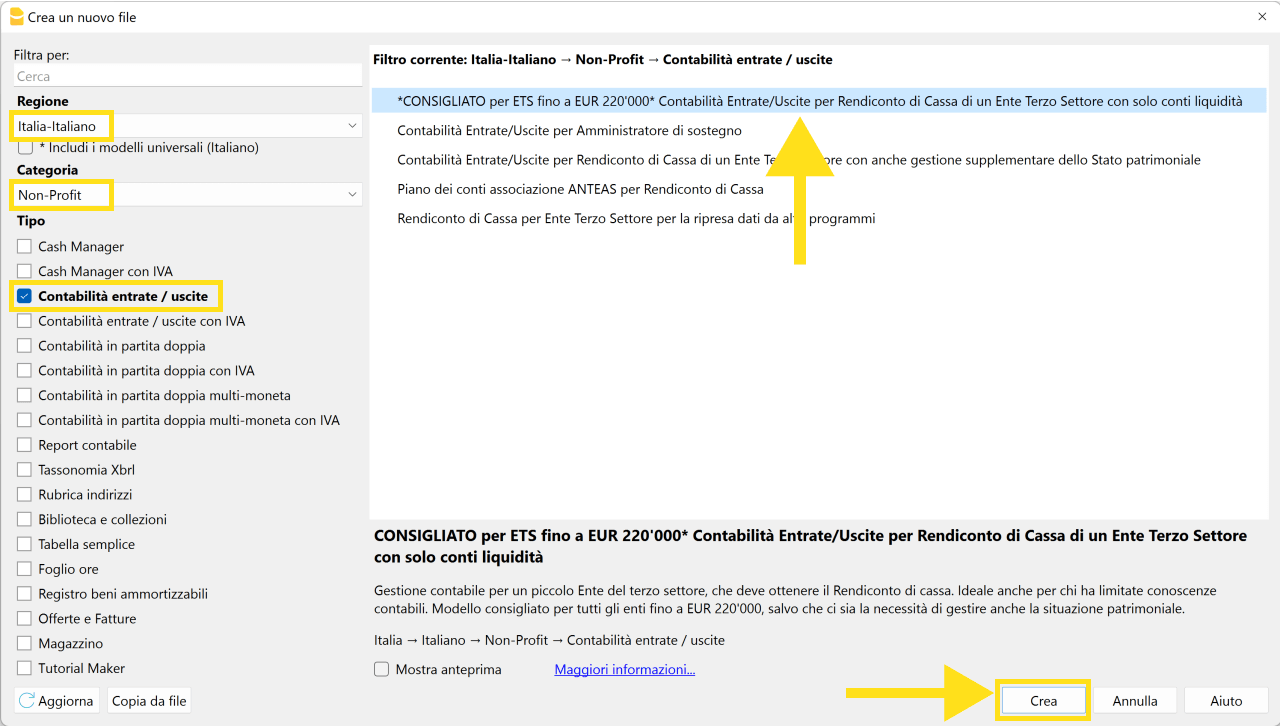 Crea un nuovo file
Filtra per:
Cerca
Regione
Italia-Italiano
* Includi i modelli universali (Italiano)
Categoria
Non-Profit
Tipo
Cash Manager
Cash Manager con IVA
Contabilità entrate / uscite
Contabilità entrate / uscite con IVA
Contabilità in partita doppia
Contabilità in partita doppia con IVA
Contabilità in partita doppia multi-moneta
Contabilità in partita doppia multi-moneta con IVA
Report contabile
Tassonomia Xbrl
Rubrica indirizzi
Biblioteca e collezioni
Tabella semplice
Foglio ore
Registro beni ammortizzabili
Offerte e Fatture
Magazzino
Tutorial Maker
Aggiorna
Copia da file
Filtro corrente: Italia-Italiano → Non-Profit → Contabilità entrate / uscite
*CONSIGLIATO per ETS fino a EUR 220'000* Contabilità Entrate/Uscite per Rendiconto di Cassa di un Ente Terzo Settore con solo conti liquidità
Contabilità Entrate/Uscite per Amministratore di sostegno
Contabilità Entrate/Uscite per Rendiconto di Cassa di un Ente con anche gestione supplementare dello Stato patrimoniale
Piano dei conti associazione ANTEAS per Rendiconto di Cassa
Rendiconto di Cassa per Ente Terzo Settore per la ripresa dati da programmi
CONSIGLIATO per ETS fino a EUR 220'000* Contabilità Entrate/Uscite per Rendiconto di Cassa di un Ente Terzo Settore
con solo conti liquidità
Gestione contabile per un piccolo Ente del terzo settore, che deve ottenere il Rendiconto di cassa. Ideale anche per chi ha limitate conoscenze
contabili. Modello consigliato per tutti gli enti fino a EUR 220'000, salvo che ci sia la necessità di gestire anche la situazione patrimoniale.
Italia → Italiano → Non-Profit → Contabilità entrate / uscite
Mostra anteprima
Maggiori informazioni...
Crea
Annulla
Aiuto